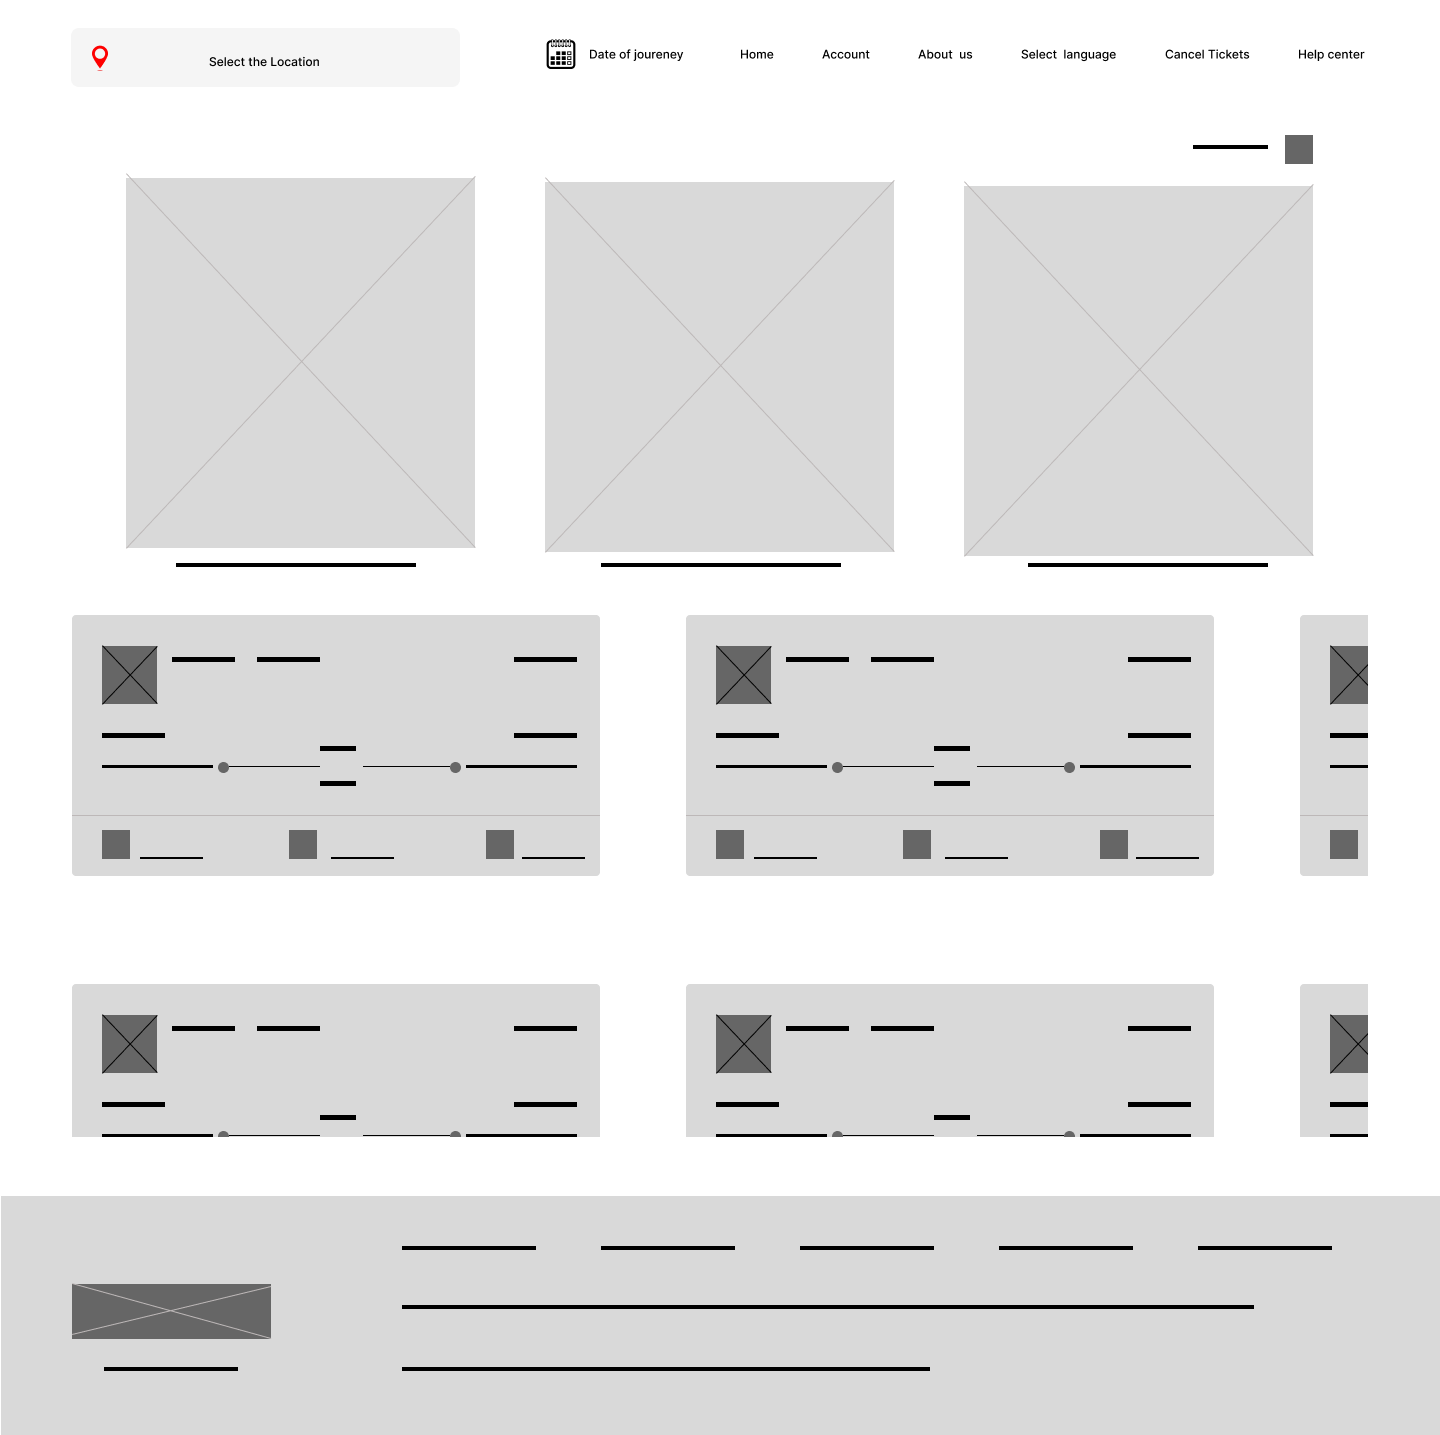 Select the Location
Date of joureney
Home
Account
About us
Select language
Cancel Tickets
Help center